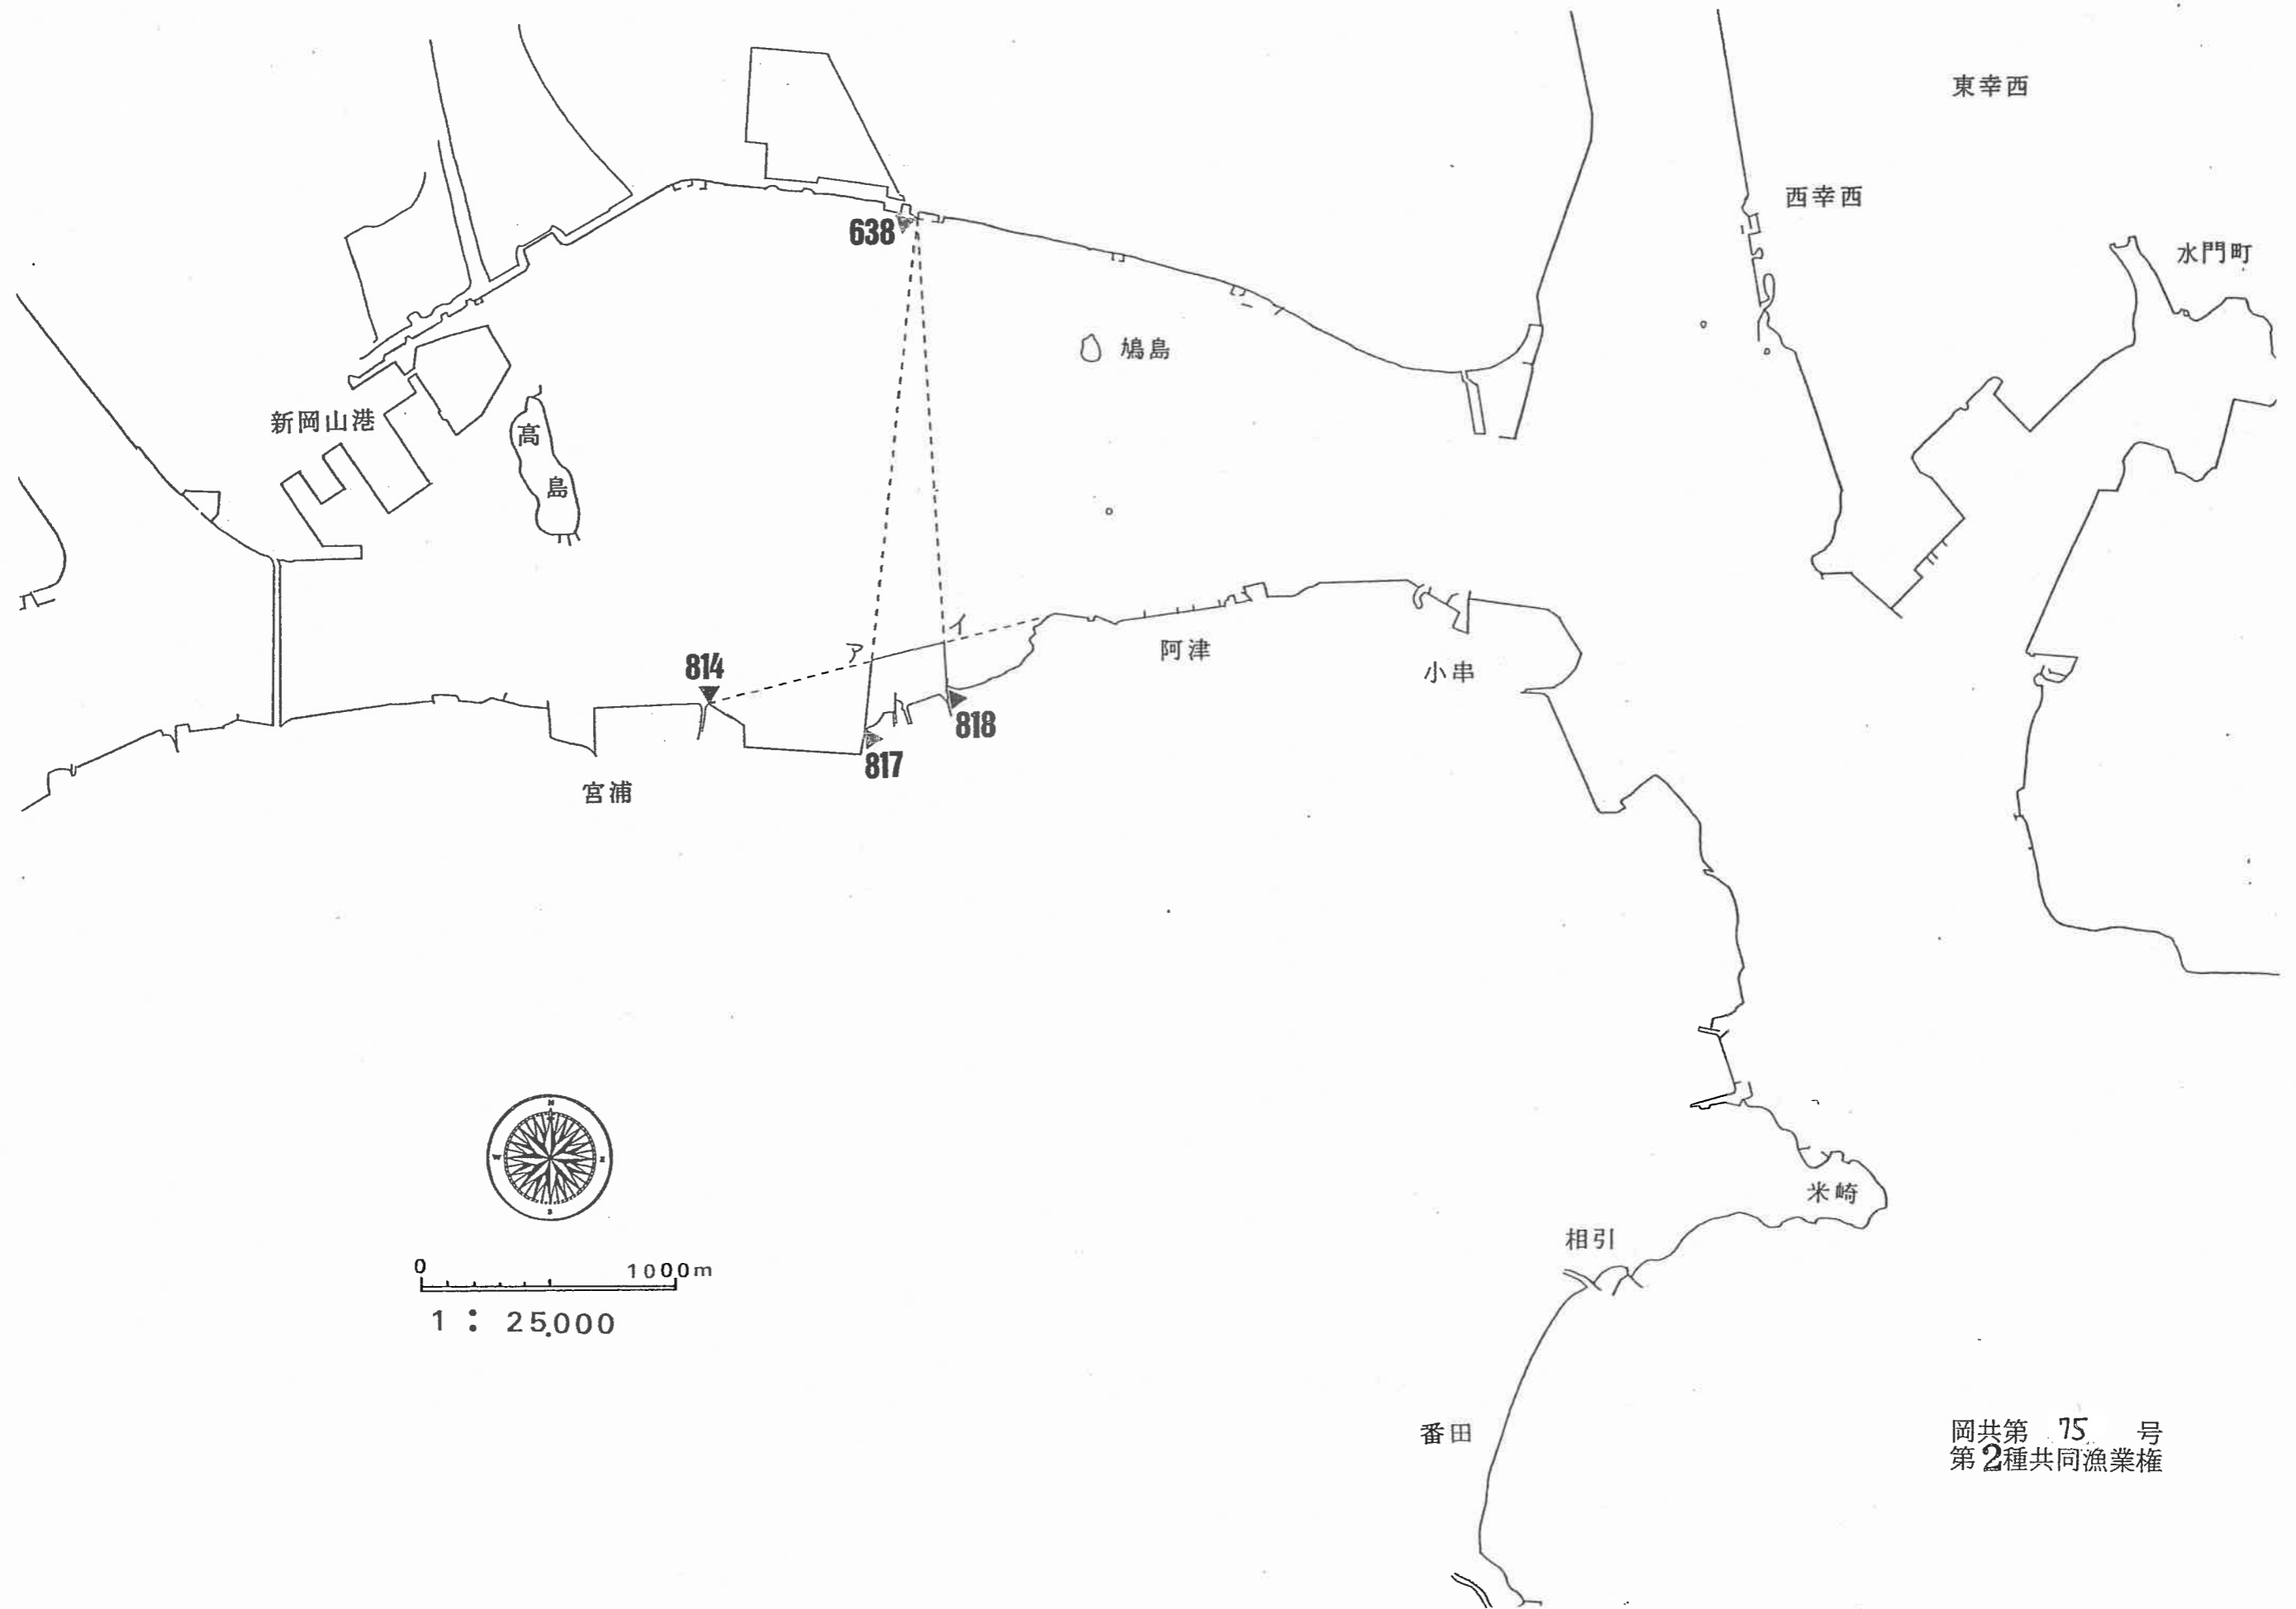 東幸西
西幸西
水門町
638
鳩島
新岡山港
高島
イ
ア
814
阿津
小串
818
817
宮浦
N
W
S
米崎
相引
0 1000m
1 : 25,000
番田
岡共第 75 号
第2種共同漁業権